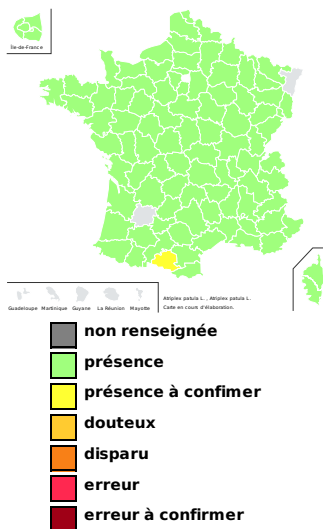 Île-de-France
Guadeloupe Martinique Guyane La Réunion Mayotte
Atriplex patula L. , Atriplex patula L.
Carte en cours d'élaboration.
non renseignée
présence
présence à confimer
douteux
disparu
erreur
erreur à confirmer